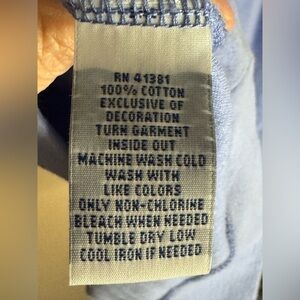 RN 41381
100% COTTON
EXCLUSIVE OF
DECORATION
TURN GARMENT
INSIDE OUT
MACHINE WASH COLD
WASH WITH
LIKE COLORS
ONLY NON-CHLORINE
BLEACH WHEN NEEDED
TUMBLE DRY LOW
COOL IRON IF NEEDED